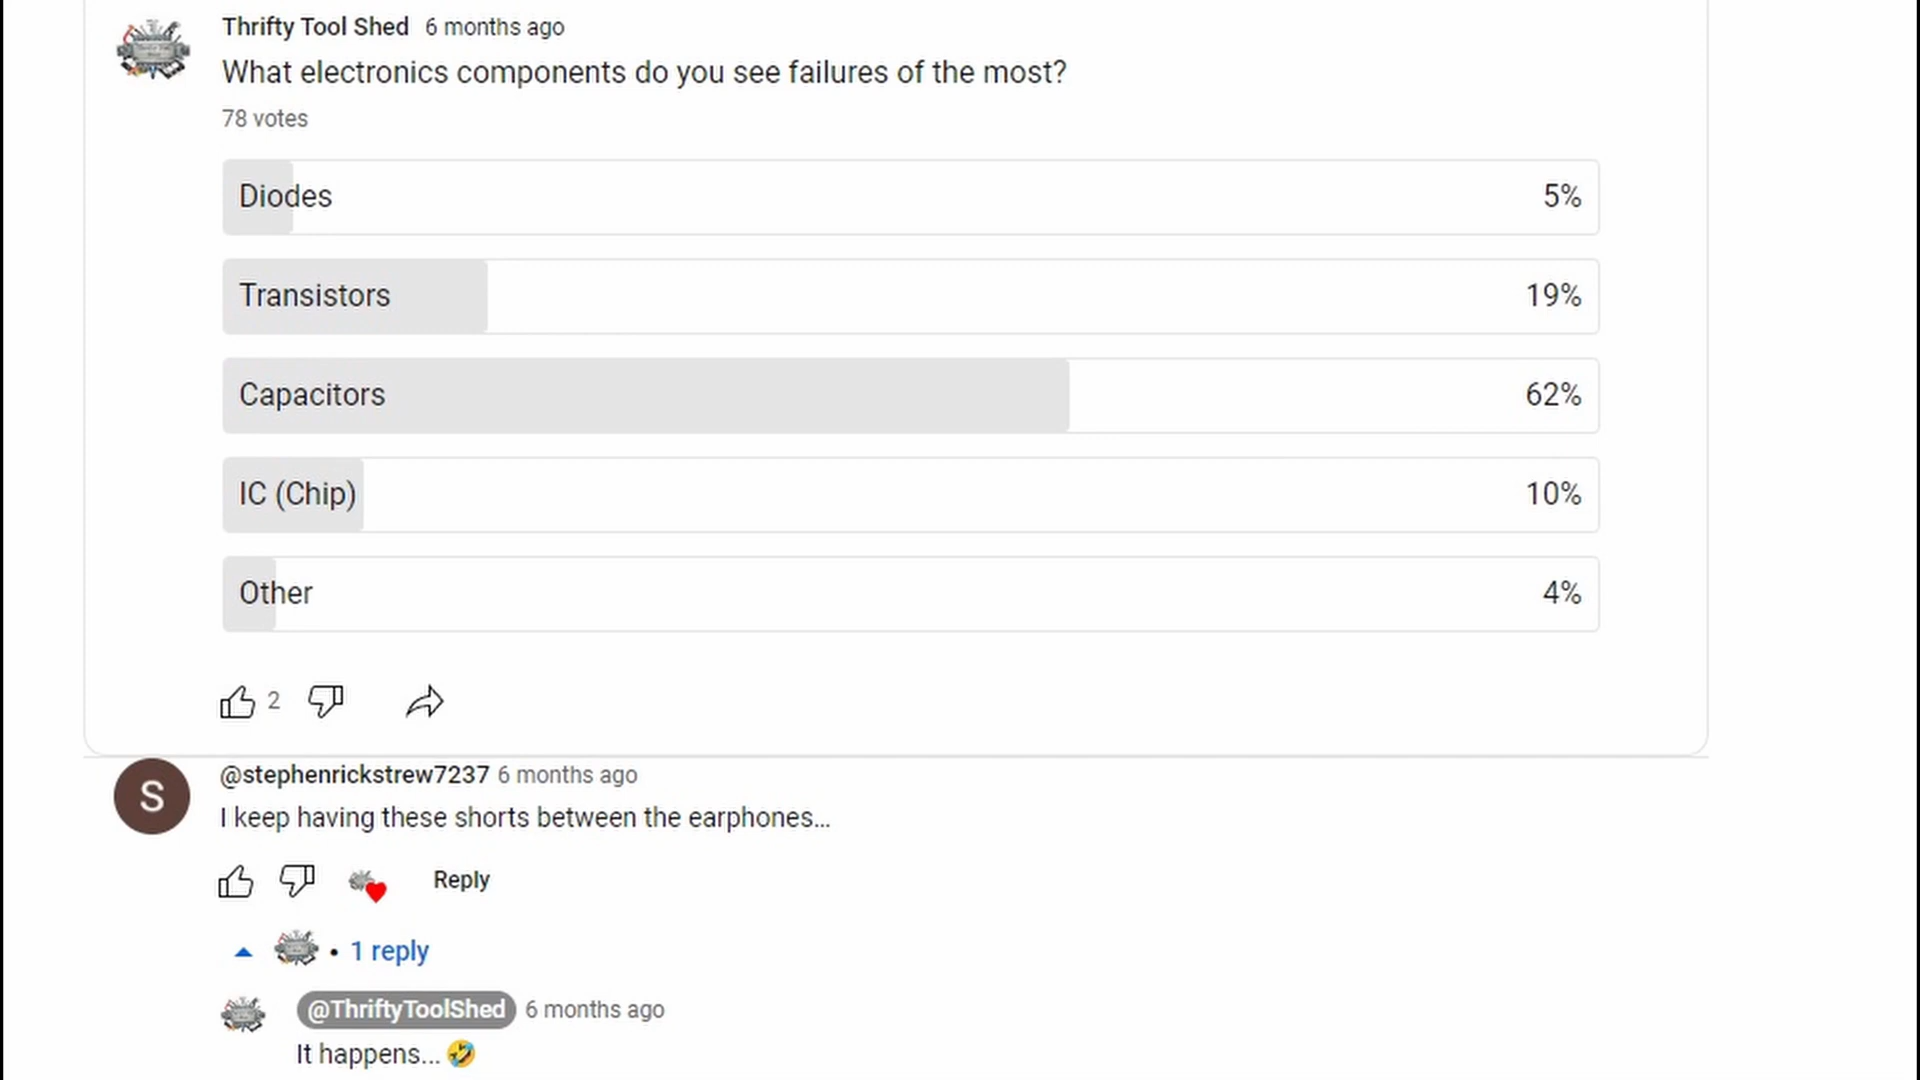 Thrifty Tool Shed 6 months ago
What electronics components do you see failures of the most?
78 votes
Diodes 5%
Transistors 19%
Capacitors 62%
IC (Chip) 10%
Other 4%
2
S @stephenrickstrew7237 6 months ago
I keep having these shorts between the earphones...
Reply
• 1 reply
@ThriftyToolShed 6 months ago
It happens... 🤣